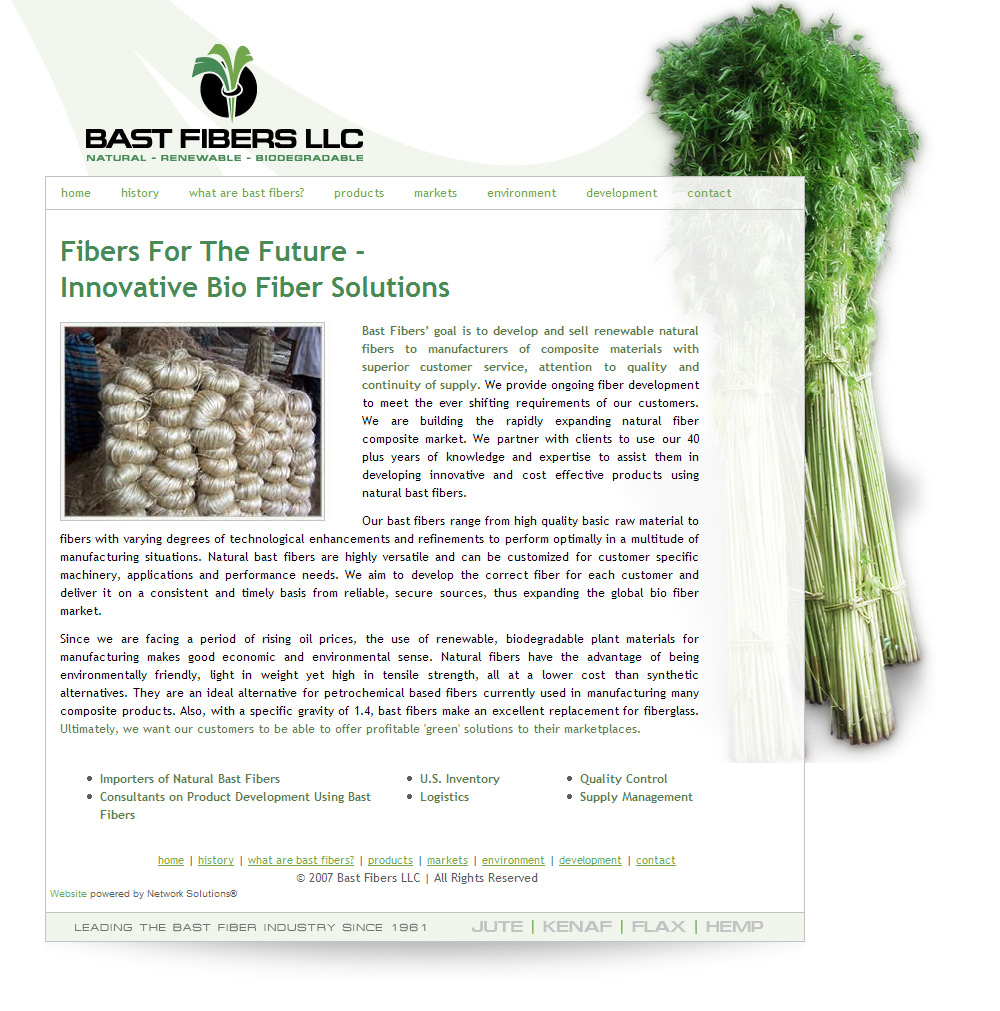 BAST FIBERS LLC
NATURAL - RENEWABLE - BIODEGRADABLE
home history what are bast fibers? products markets environment development contact
Fibers For The Future -
Innovative Bio Fiber Solutions
Bast Fibers' goal is to develop and sell renewable natural
fibers to manufacturers of composite materials with
superior customer service, attention to quality and
continuity of supply. We provide ongoing fiber development
to meet the ever shifting requirements of our customers.
We are building the rapidly expanding natural fiber
composite market. We partner with clients to use our 40
plus years of knowledge and expertise to assist them in
developing innovative and cost effective products using
natural bast fibers.
Our bast fibers range from high quality basic raw material to
fibers with varying degrees of technological enhancements and refinements to perform optimally in a multitude of
manufacturing situations. Natural bast fibers are highly versatile and can be customized for customer specific
machinery, applications and performance needs. We aim to develop the correct fiber for each customer and
deliver it on a consistent and timely basis from reliable, secure sources, thus expanding the global bio fiber
market.
Since we are facing a period of rising oil prices, the use of renewable, biodegradable plant materials for
manufacturing makes good economic and environmental sense. Natural fibers have the advantage of being
environmentally friendly, light in weight yet high in tensile strength, all at a lower cost than synthetic
alternatives. They are an ideal alternative for petrochemical based fibers currently used in manufacturing many
composite products. Also, with a specific gravity of 1.4, bast fibers make an excellent replacement for fiberglass.
Ultimately, we want our customers to be able to offer profitable 'green' solutions to their marketplaces.
• Importers of Natural Bast Fibers
• Consultants on Product Development Using Bast
Fibers
• U.S. Inventory
• Logistics
• Quality Control
• Supply Management
home | history | what are bast fibers? | products | markets | environment | development | contact
© 2007 Bast Fibers LLC | All Rights Reserved
Website powered by Network Solutions®
LEADING THE BAST FIBER INDUSTRY SINCE 1961 JUTE | KENAF | FLAX | HEMP